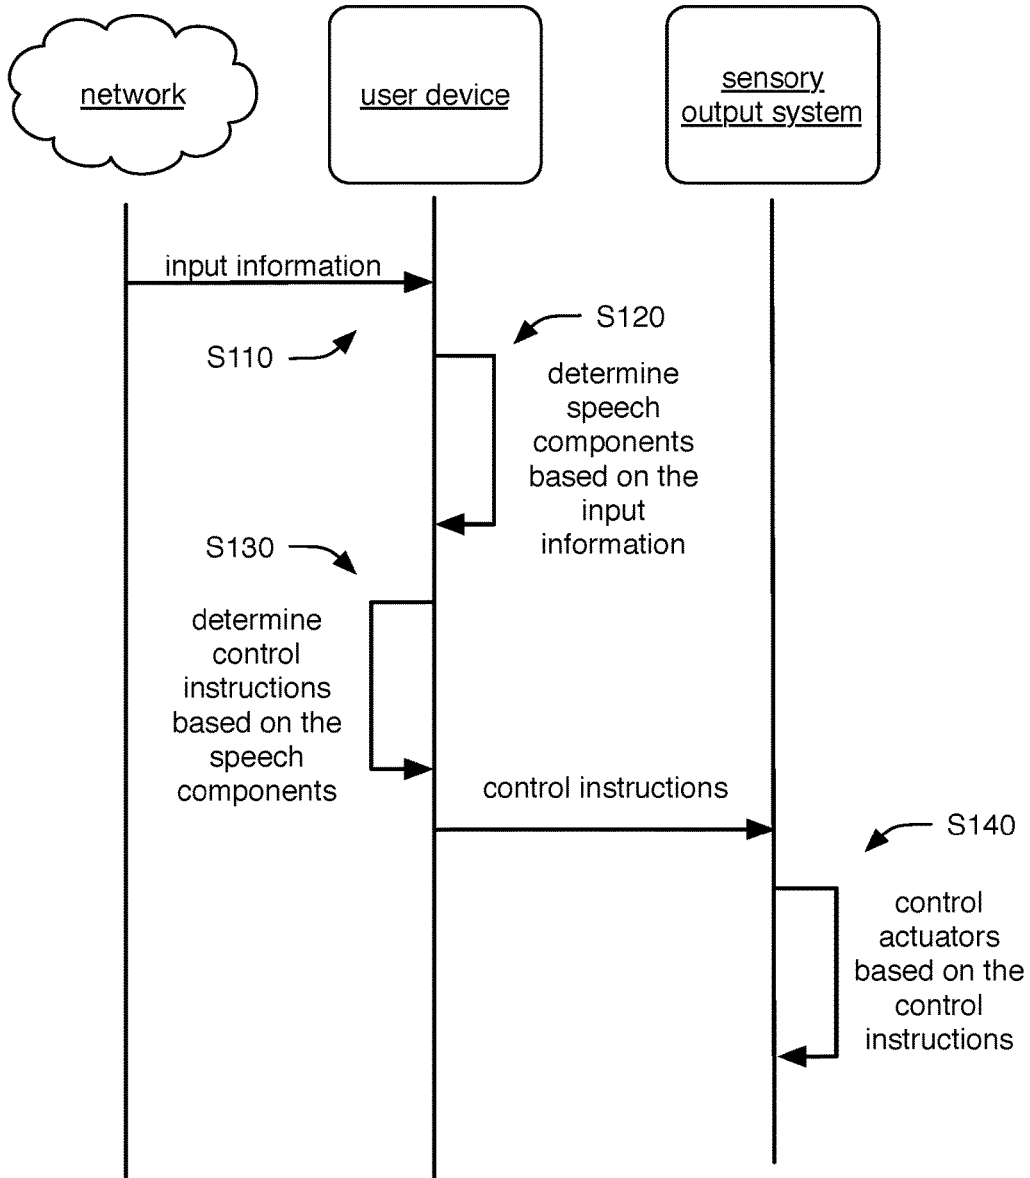 network
user device
sensory
output system
input information
S110
S120
determine
speech
components
based on the
input
information
S130
determine
control
instructions
based on the
speech
components
control instructions
S140
control
actuators
based on the
control
instructions